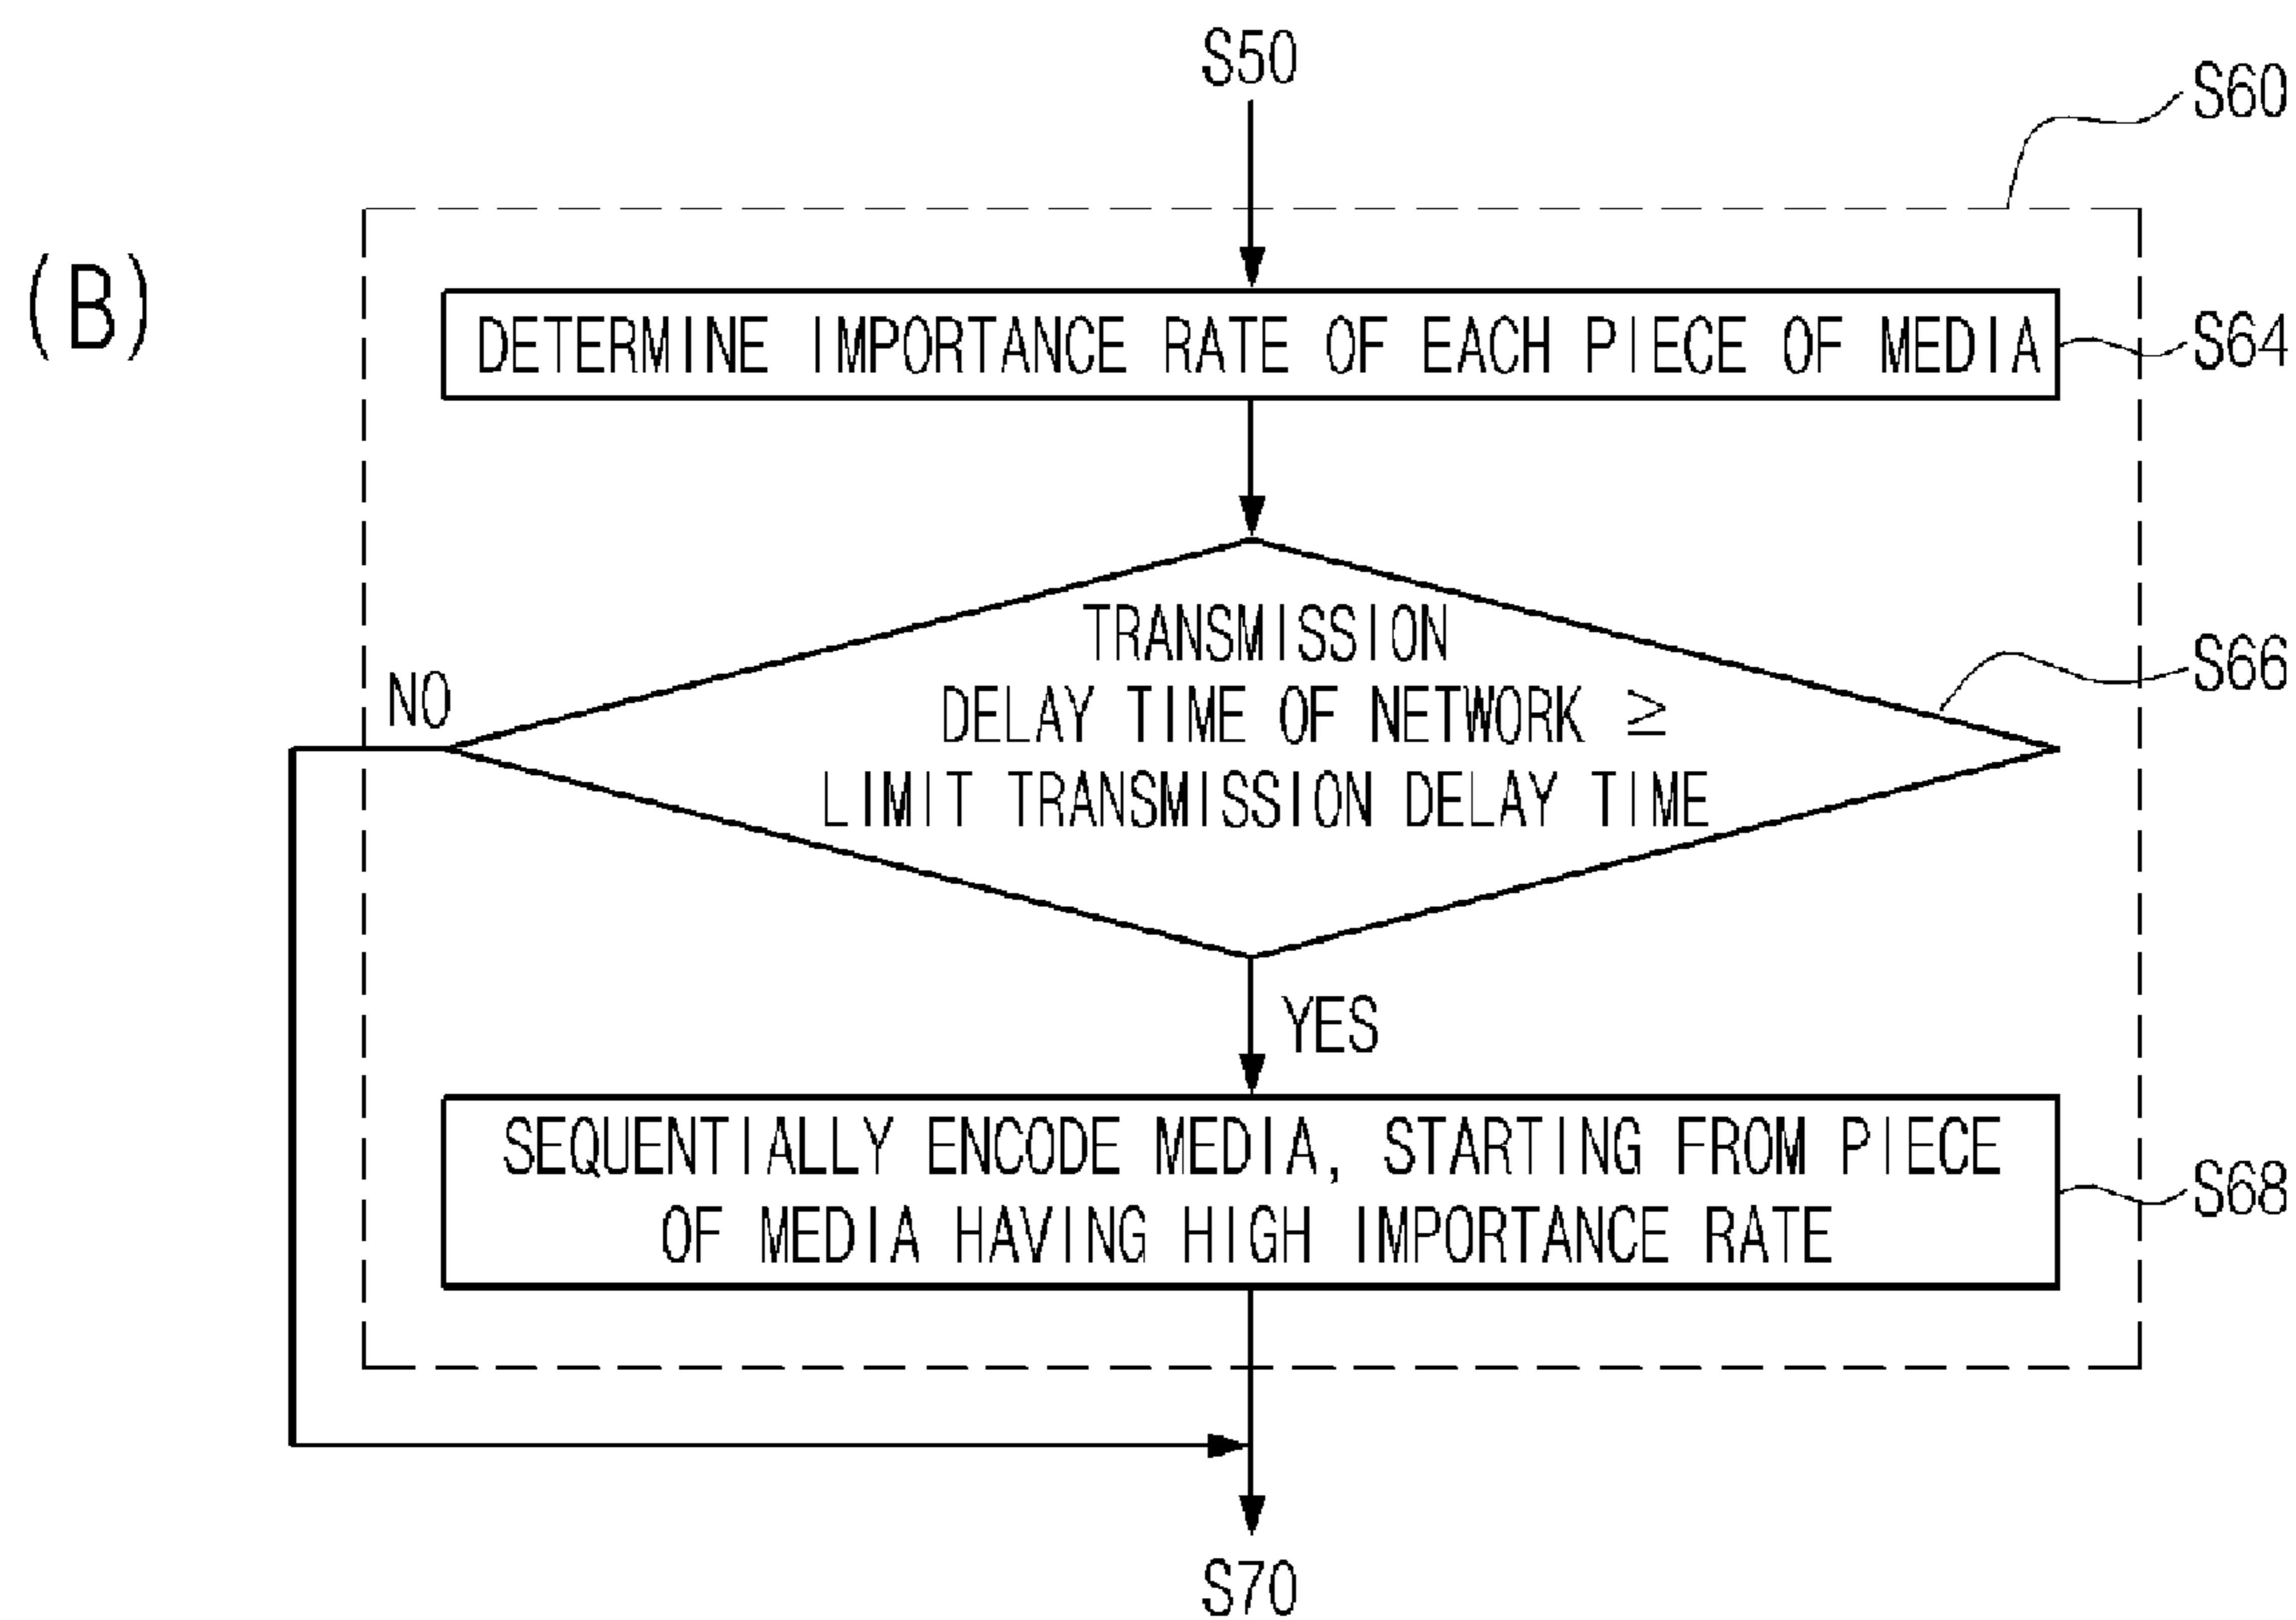 S50
S60
(B)
DETERMINE IMPORTANCE RATE OF EACH PIECE OF MEDIA
S64
TRANSMISSION
DELAY TIME OF NETWORK ≥
LIMIT TRANSMISSION DELAY TIME
S66
NO
YES
SEQUENTIALLY ENCODE MEDIA, STARTING FROM PIECE
OF MEDIA HAVING HIGH IMPORTANCE RATE
S68
S70